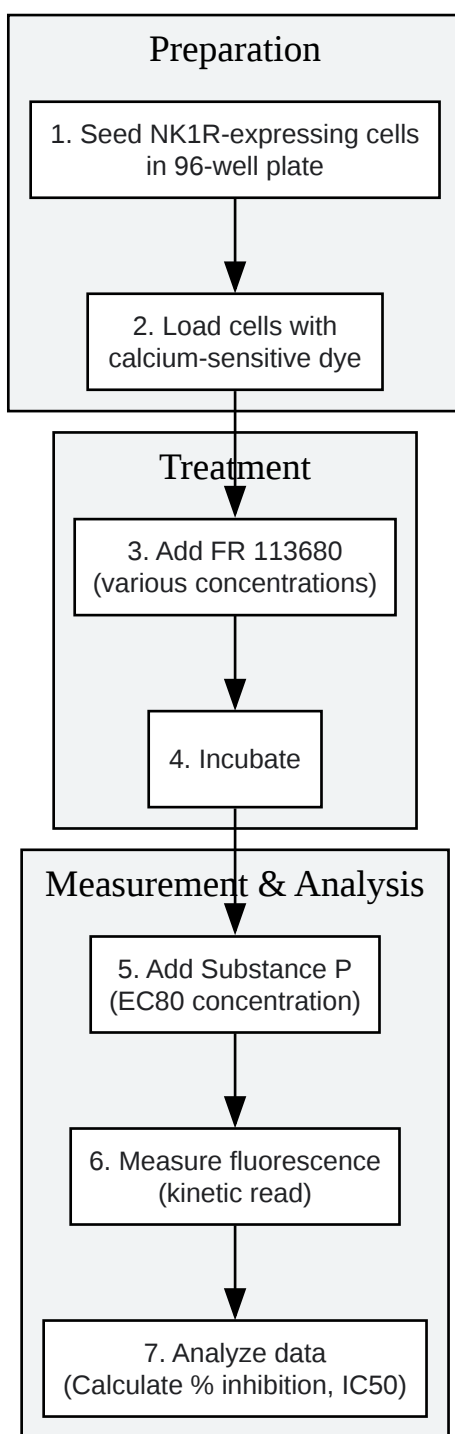 Preparation
1. Seed NK1R-expressing cells
in 96-well plate
2. Load cells with
calcium-sensitive dye
Treatment
3. Add FR 113680
(various concentrations)
4. Incubate
Measurement & Analysis
5. Add Substance P
(EC80 concentration)
6. Measure fluorescence
(kinetic read)
7. Analyze data
(Calculate % inhibition, IC50)